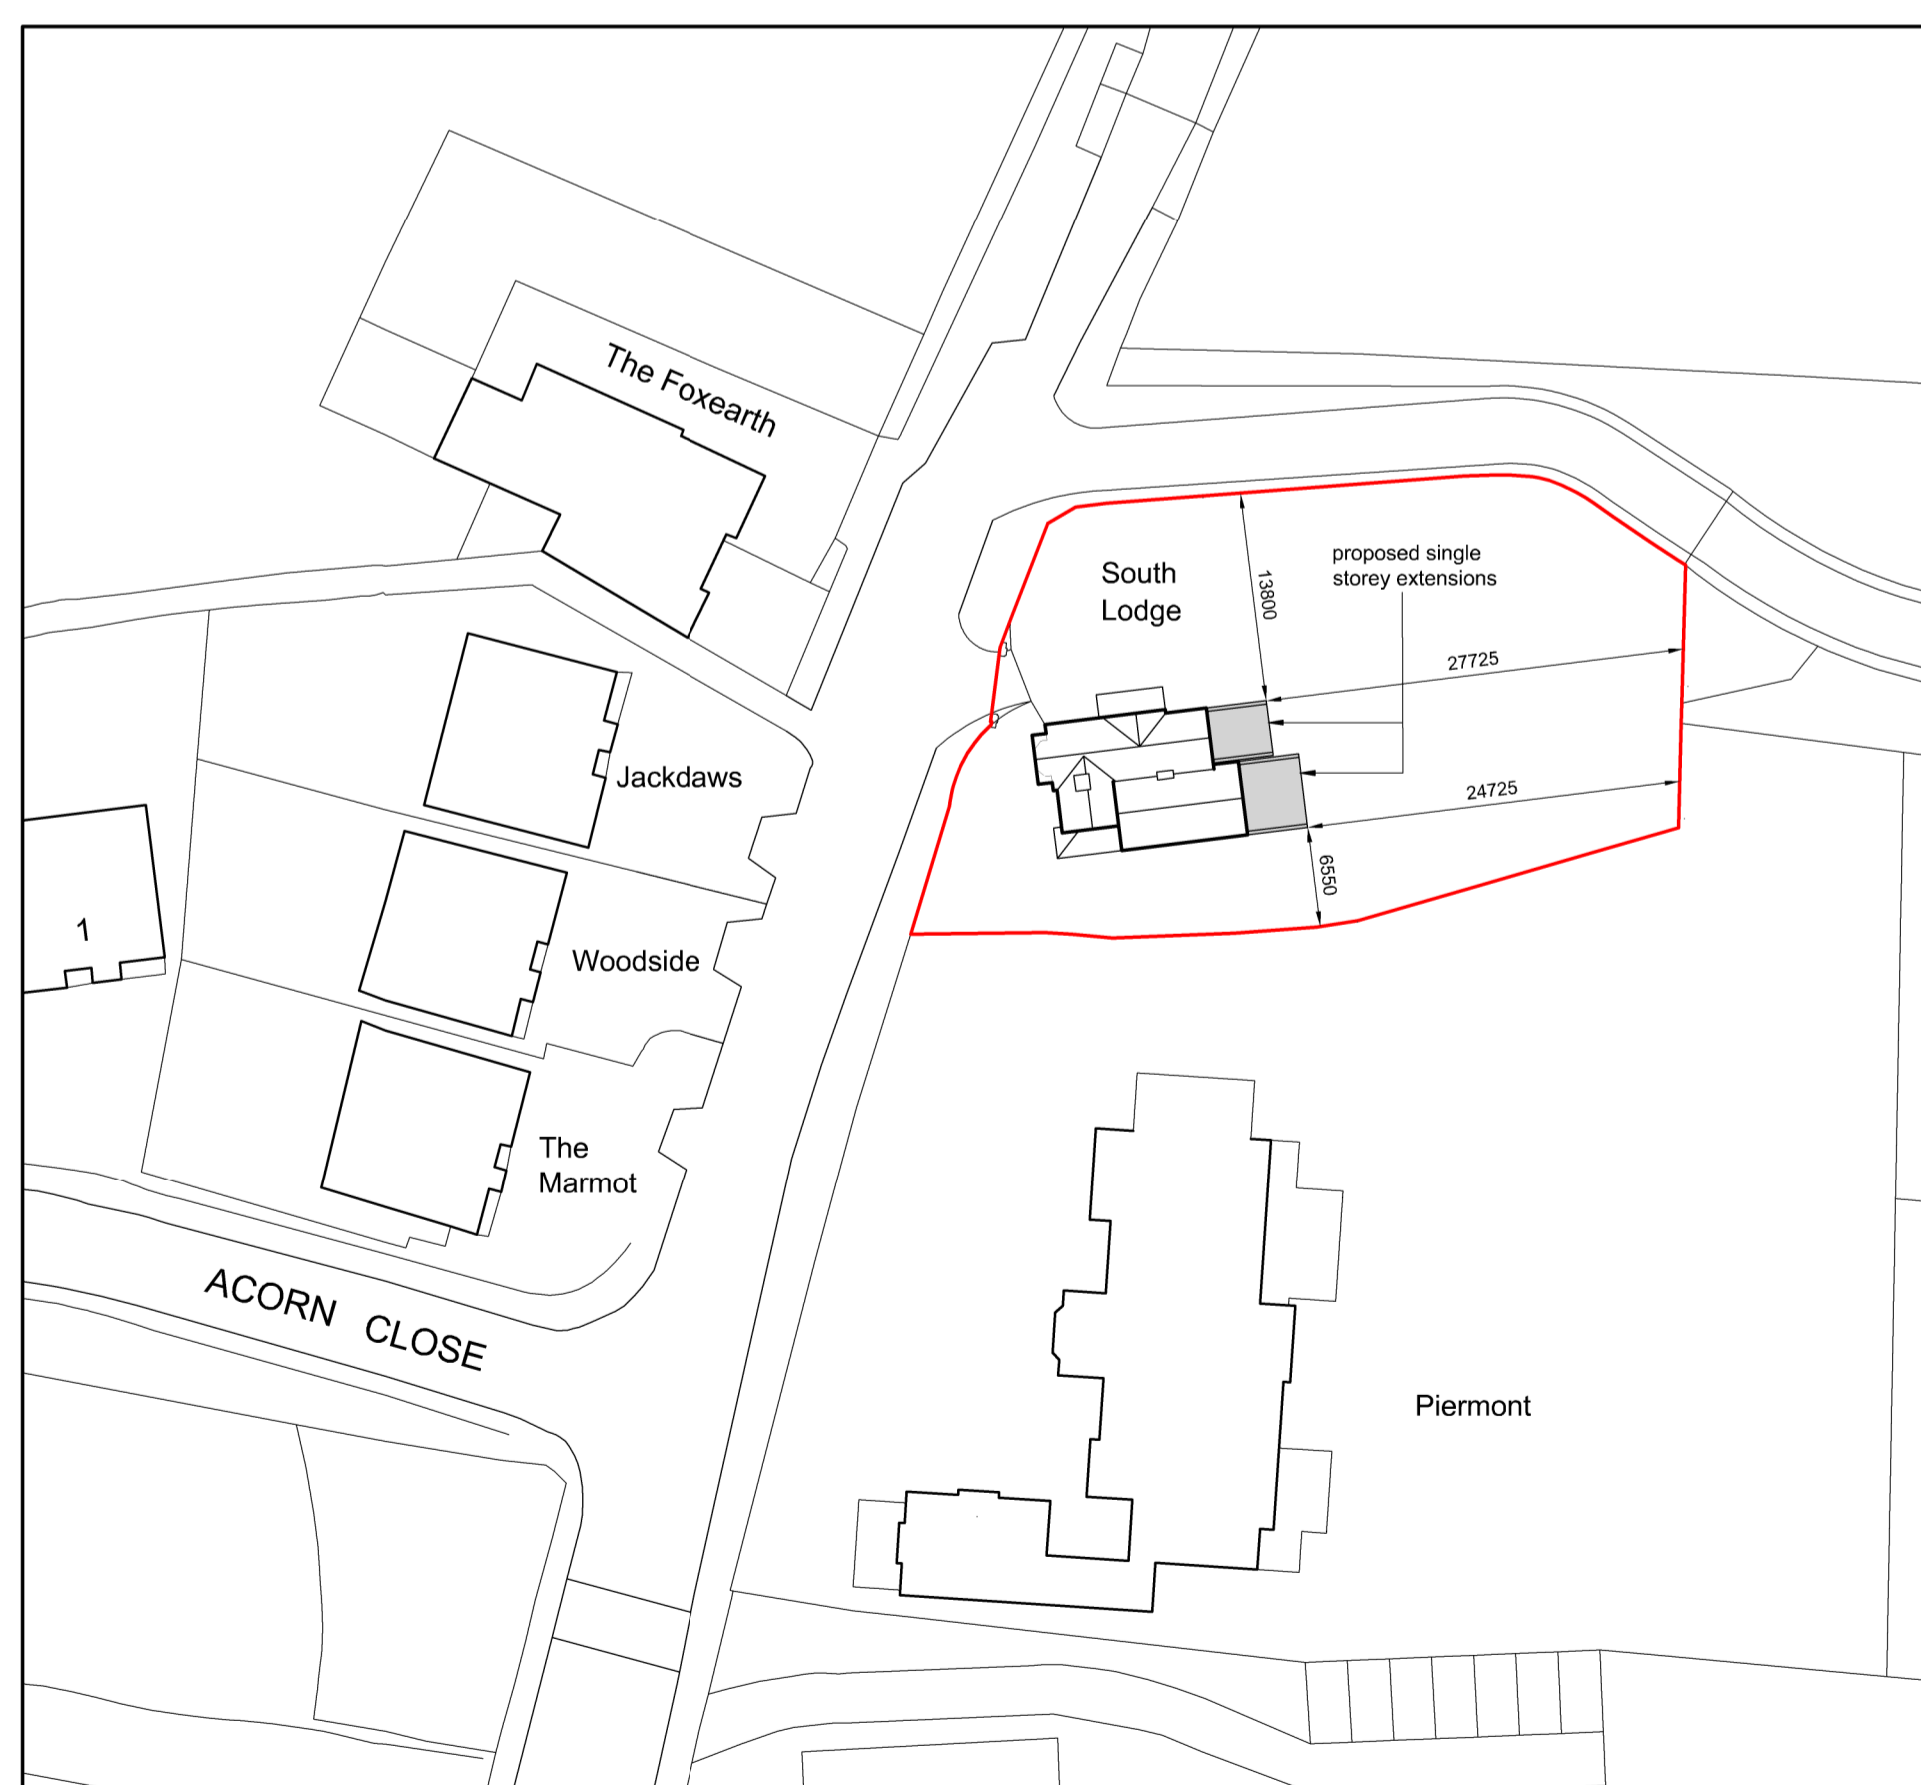 The Foxearth
South
Lodge
13800
proposed single
storey extensions
27725
24725
6550
Jackdaws
1
Woodside
The
Marmot
ACORN CLOSE
Piermont